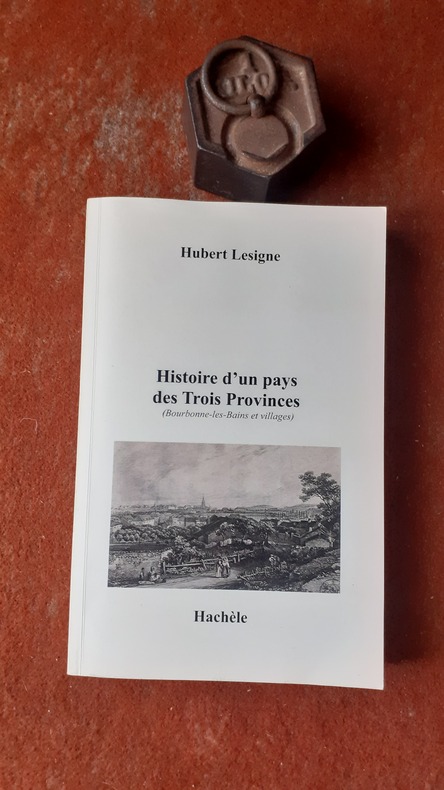 Hubert Lesigne
Histoire d'un pays
des Trois Provinces
(Bourbonne-les-Bains et villages)
Hachèle